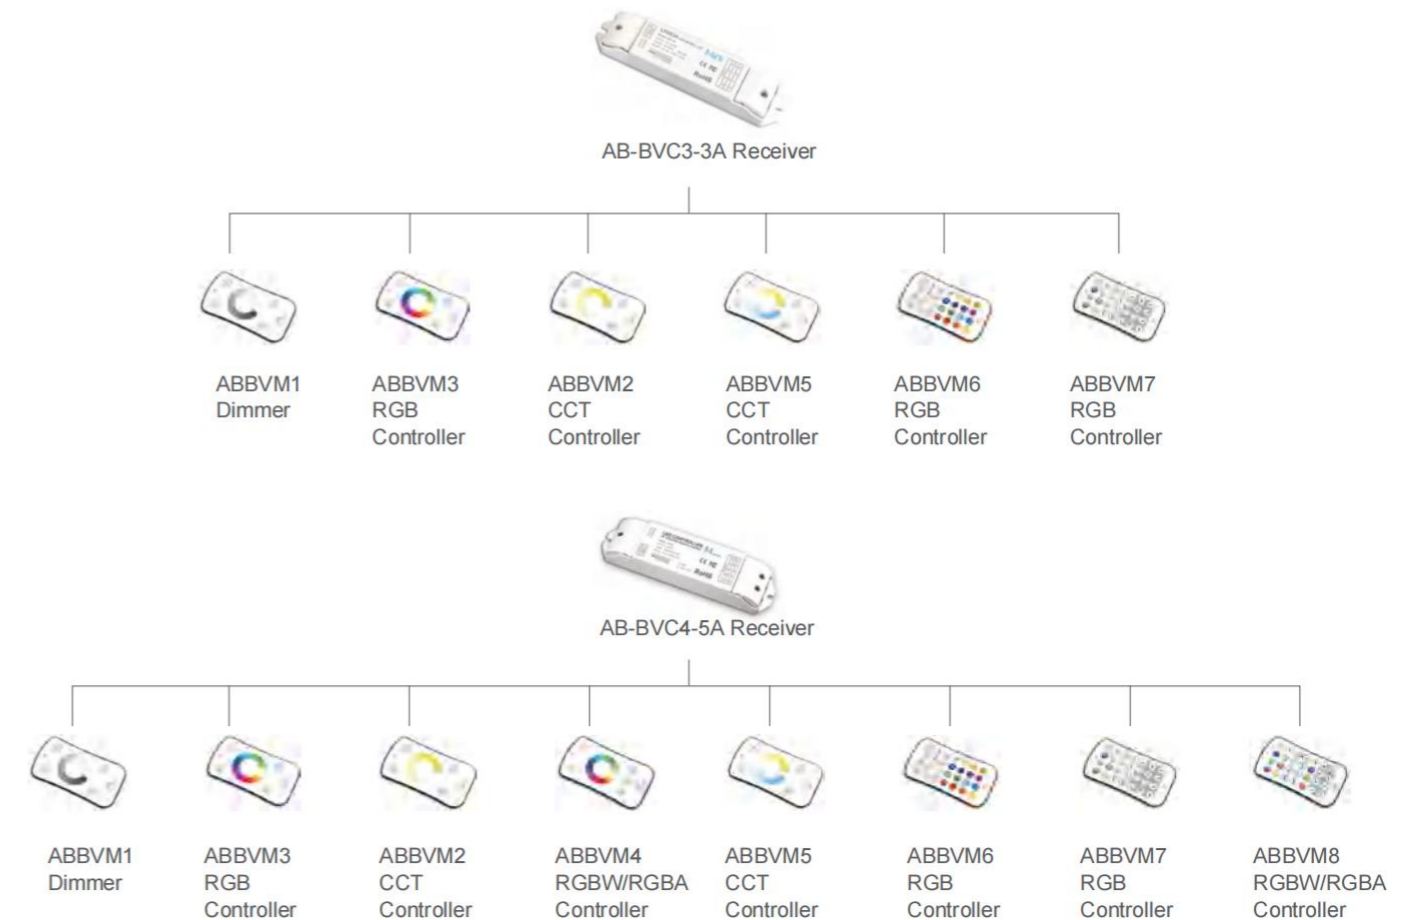 AB-BVC3-3A Receiver
ABBVM1
Dimmer
ABBVM3
RGB
Controller
ABBVM2
CCT
Controller
ABBVM5
CCT
Controller
ABBVM6
RGB
Controller
ABBVM7
RGB
Controller
AB-BVC4-5A Receiver
ABBVM1
Dimmer
ABBVM3
RGB
Controller
ABBVM2
CCT
Controller
ABBVM4
RGBW/RGBA
Controller
ABBVM5
CCT
Controller
ABBVM6
RGB
Controller
ABBVM7
RGB
Controller
ABBVM8
RGBW/RGBA
Controller